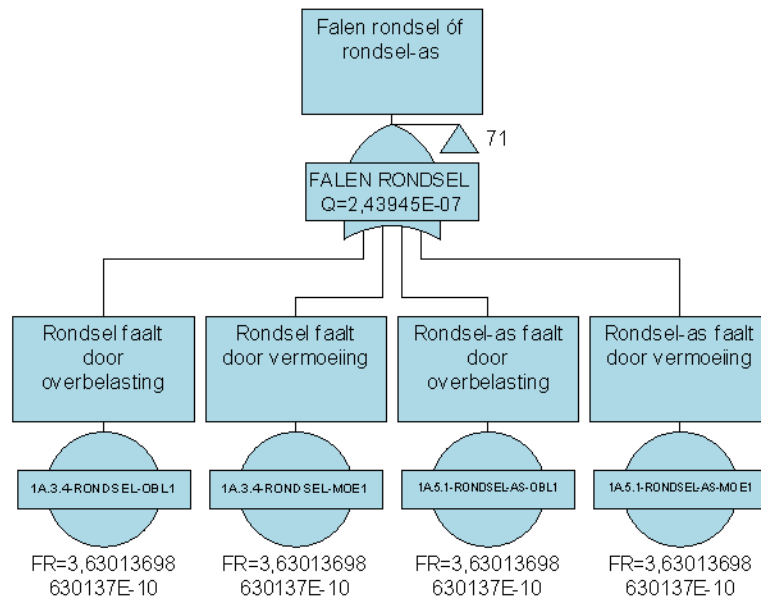 Falen rondsel óf
rondsel-as
71
FALEN RONDSEL
Q=2,43945E-07
Rondsel faalt
door
overbelasting
Rondsel faalt
door vermoeiing
Rondsel-as faalt
door
overbelasting
Rondsel-as faalt
door vermoeiing
1A.3.4-RONDSEL-OBL1
1A.3.4-RONDSEL-MOE1
1A.5.1-RONDSEL-AS-OBL1
1A.5.1-RONDSEL-AS-MOE1
FR=3,63013698
630137E-10
FR=3,63013698
630137E-10
FR=3,63013698
630137E-10
FR=3,63013698
630137E-10